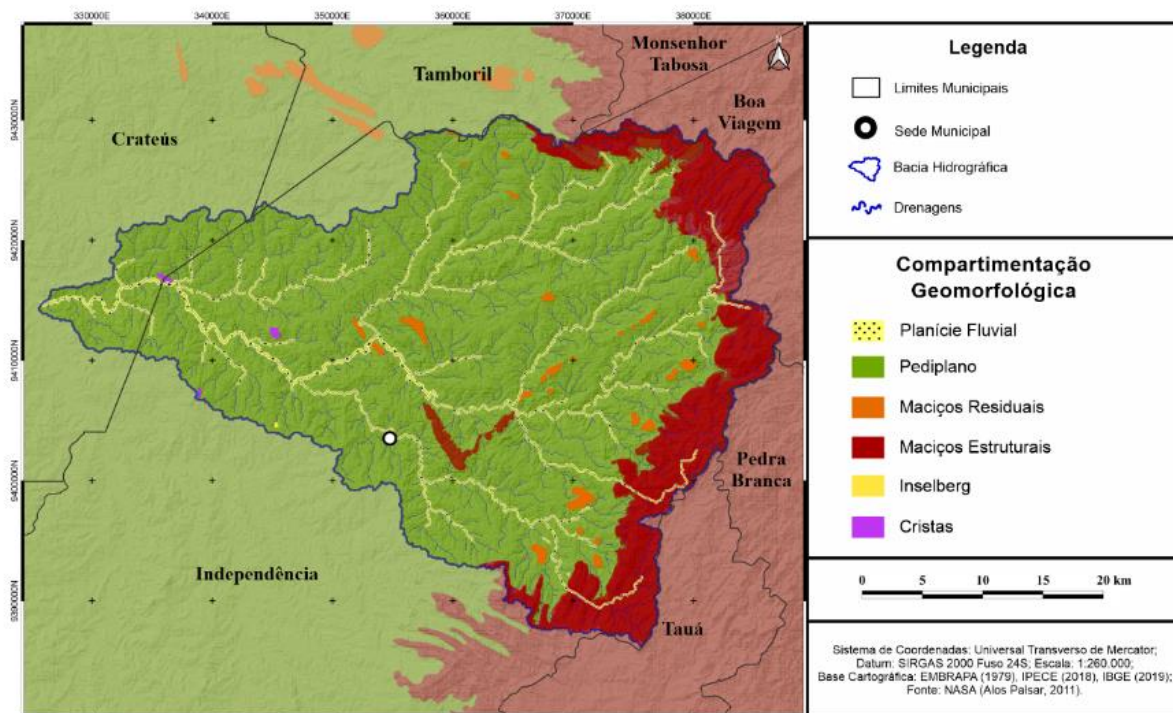 330000E 340000E 350000E 360000E 370000E 380000E
9430000N
9420000N
9410000N
9400000N
9390000N
Monsenhor
Tabosa
N
Tamboril
Boa
Viagem
Crateús
Pedra
Branca
Independência
Tauá
Legenda
Limites Municipais
Sede Municipal
Bacia Hidrográfica
Drenagens
Compartimentação
Geomorfológica
Planície Fluvial
Pediplano
Maciços Residuais
Maciços Estruturais
Inselberg
Cristas
0 5 10 15 20 km
Sistema de Coordenadas: Universal Transverso de Mercator;
Datum: SIRGAS 2000 Fuso 24S; Escala: 1:260.000;
Base Cartográfica: EMBRAPA (1979), IPECE (2018), IBGE (2019);
Fonte: NASA (Alos Palsar, 2011).